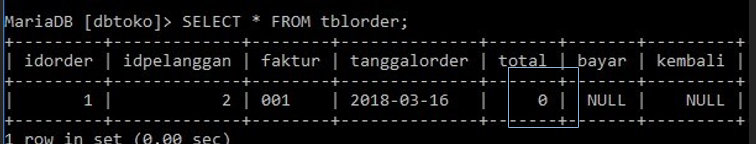 MariaDB [dbtoko]> SELECT * FROM tblorder;
+---------+-------------+--------+--------------+-------+-------+---------+
| idorder | idpelanggan | faktur | tanggalorder | total | bayar | kembali |
+---------+-------------+--------+--------------+-------+-------+---------+
|       1 |           2 | 001    | 2018-03-16   |     0 |  NULL |    NULL |
+---------+-------------+--------+--------------+-------+-------+---------+
1 row in set (0.00 sec)